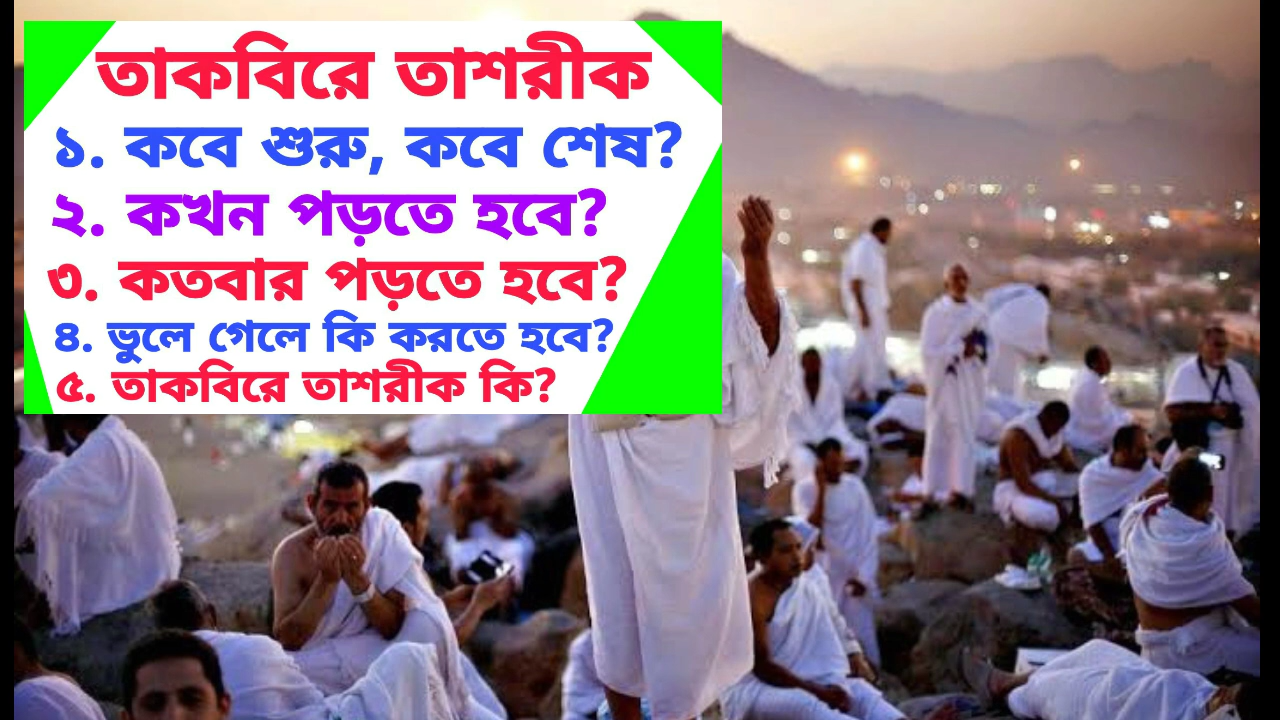 তাকবিরে তাশরীক
১. কবে শুরু, কবে শেষ?
২. কখন পড়তে হবে?
৩. কতবার পড়তে হবে?
৪. ভুলে গেলে কি করতে হবে?
৫. তাকবিরে তাশরীক কি?